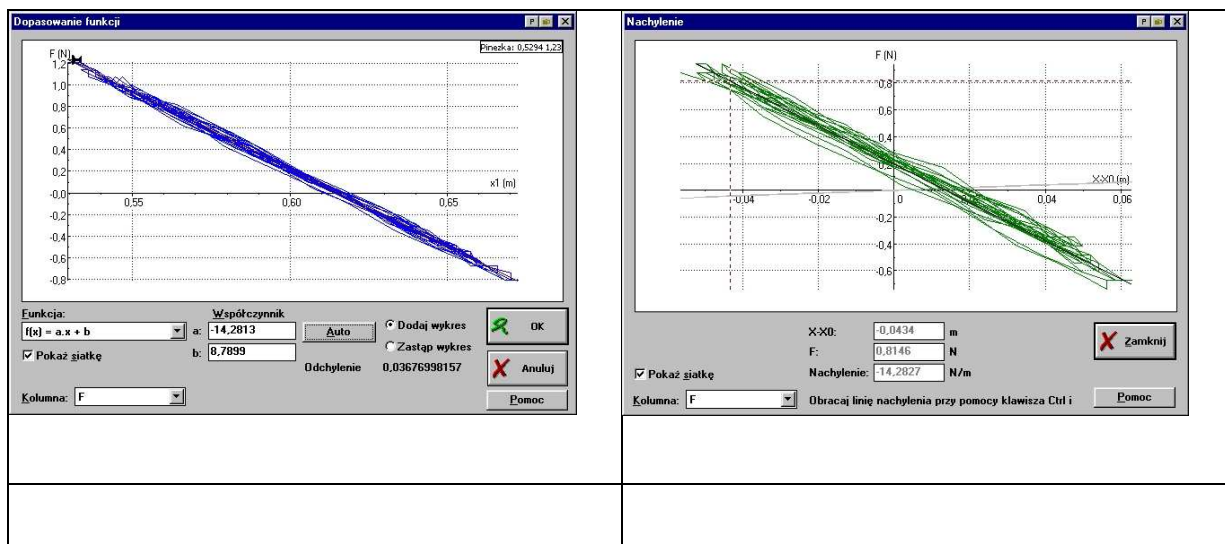 Dopasowanie funkcji
Pinezka: 0,5294 1,23
F (N)
1,2
1,0
0,8
0,6
0,4
0,2
-0,0
-0,2
-0,4
-0,6
-0,8
0,55
0,60
0,65
x1 (m)
Funkcja:
f(x) = a.x + b
Pokaż siatkę
Kolumna: F
Współczynnik
a: -14,2813
b: 8,7899
Auto
Dodaj wykres
Zastąp wykres
Odchylenie 0,03676998157
OK
Anuluj
Pomoc
Nachylenie
F (N)
0,8
0,4
0,2
-0,2
-0,4
-0,6
-0,04
-0,02
0
0,02
0,04
0,06
X-X0 (m)
X-X0: -0,0434 m
F: 0,8146 N
Nachylenie: -14,2827 N/m
Pokaż siatkę
Kolumna: F
Obracaj linię nachylenia przy pomocy klawisza Ctrl i
Zamknij
Pomoc